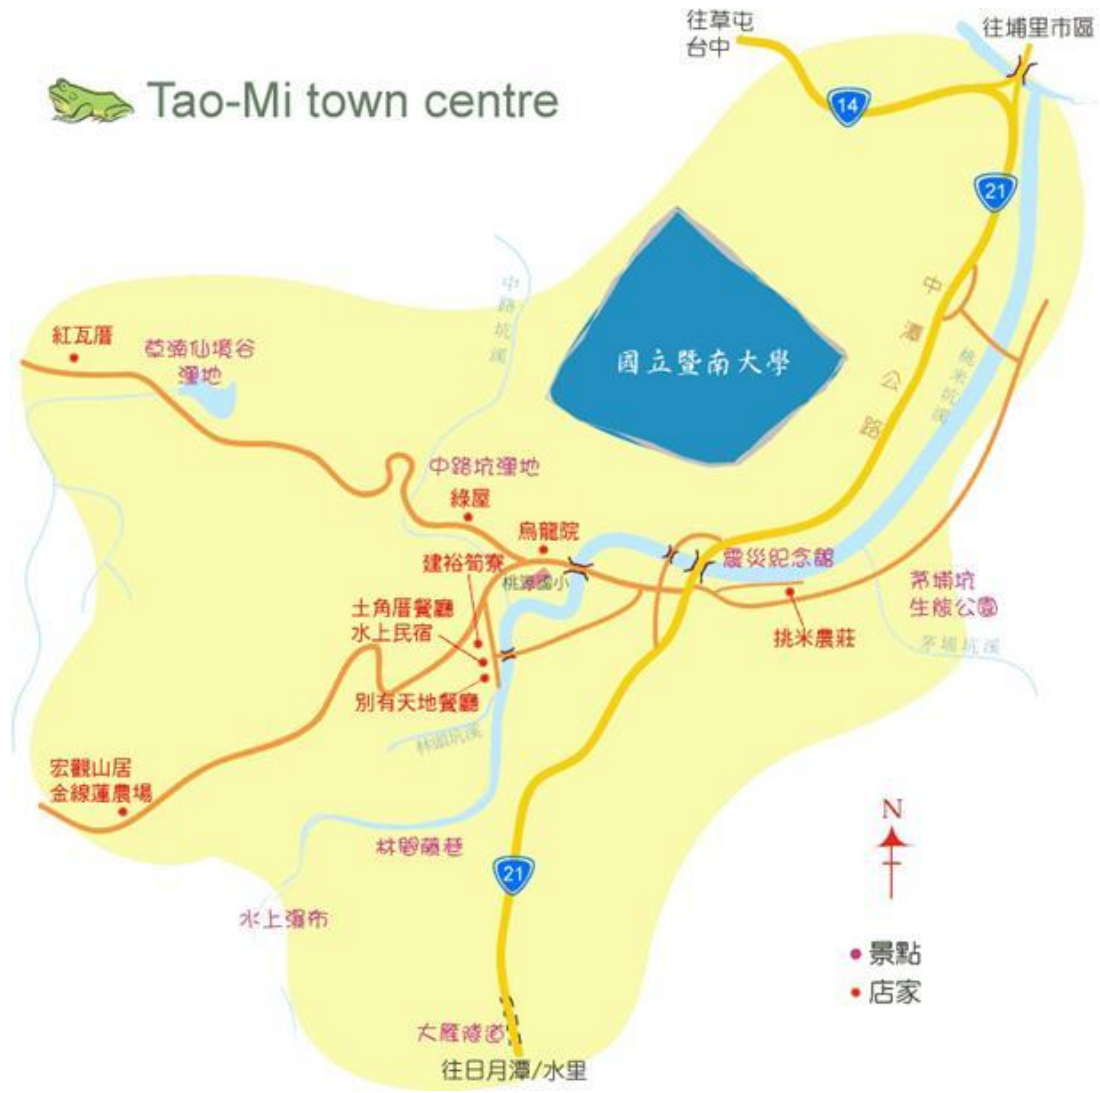 往草屯
台中
往埔里市區
Tao-Mi town centre
14
21
中潭公路
中路坑溪
國立暨南大學
桃米坑溪
紅瓦厝
草湳仙境谷
溼地
中路坑溼地
綠屋
烏龍院
建裕筍寮
桃源國小
震災紀念館
茅埔坑
生態公園
土角厝餐廳
水上民宿
挑米農莊
茅埔坑溪
別有天地餐廳
林頭坑溪
宏觀山居
金線蓮農場
N
林間蔭巷
21
水上瀑布
景點
店家
大雁隧道
往日月潭/水里